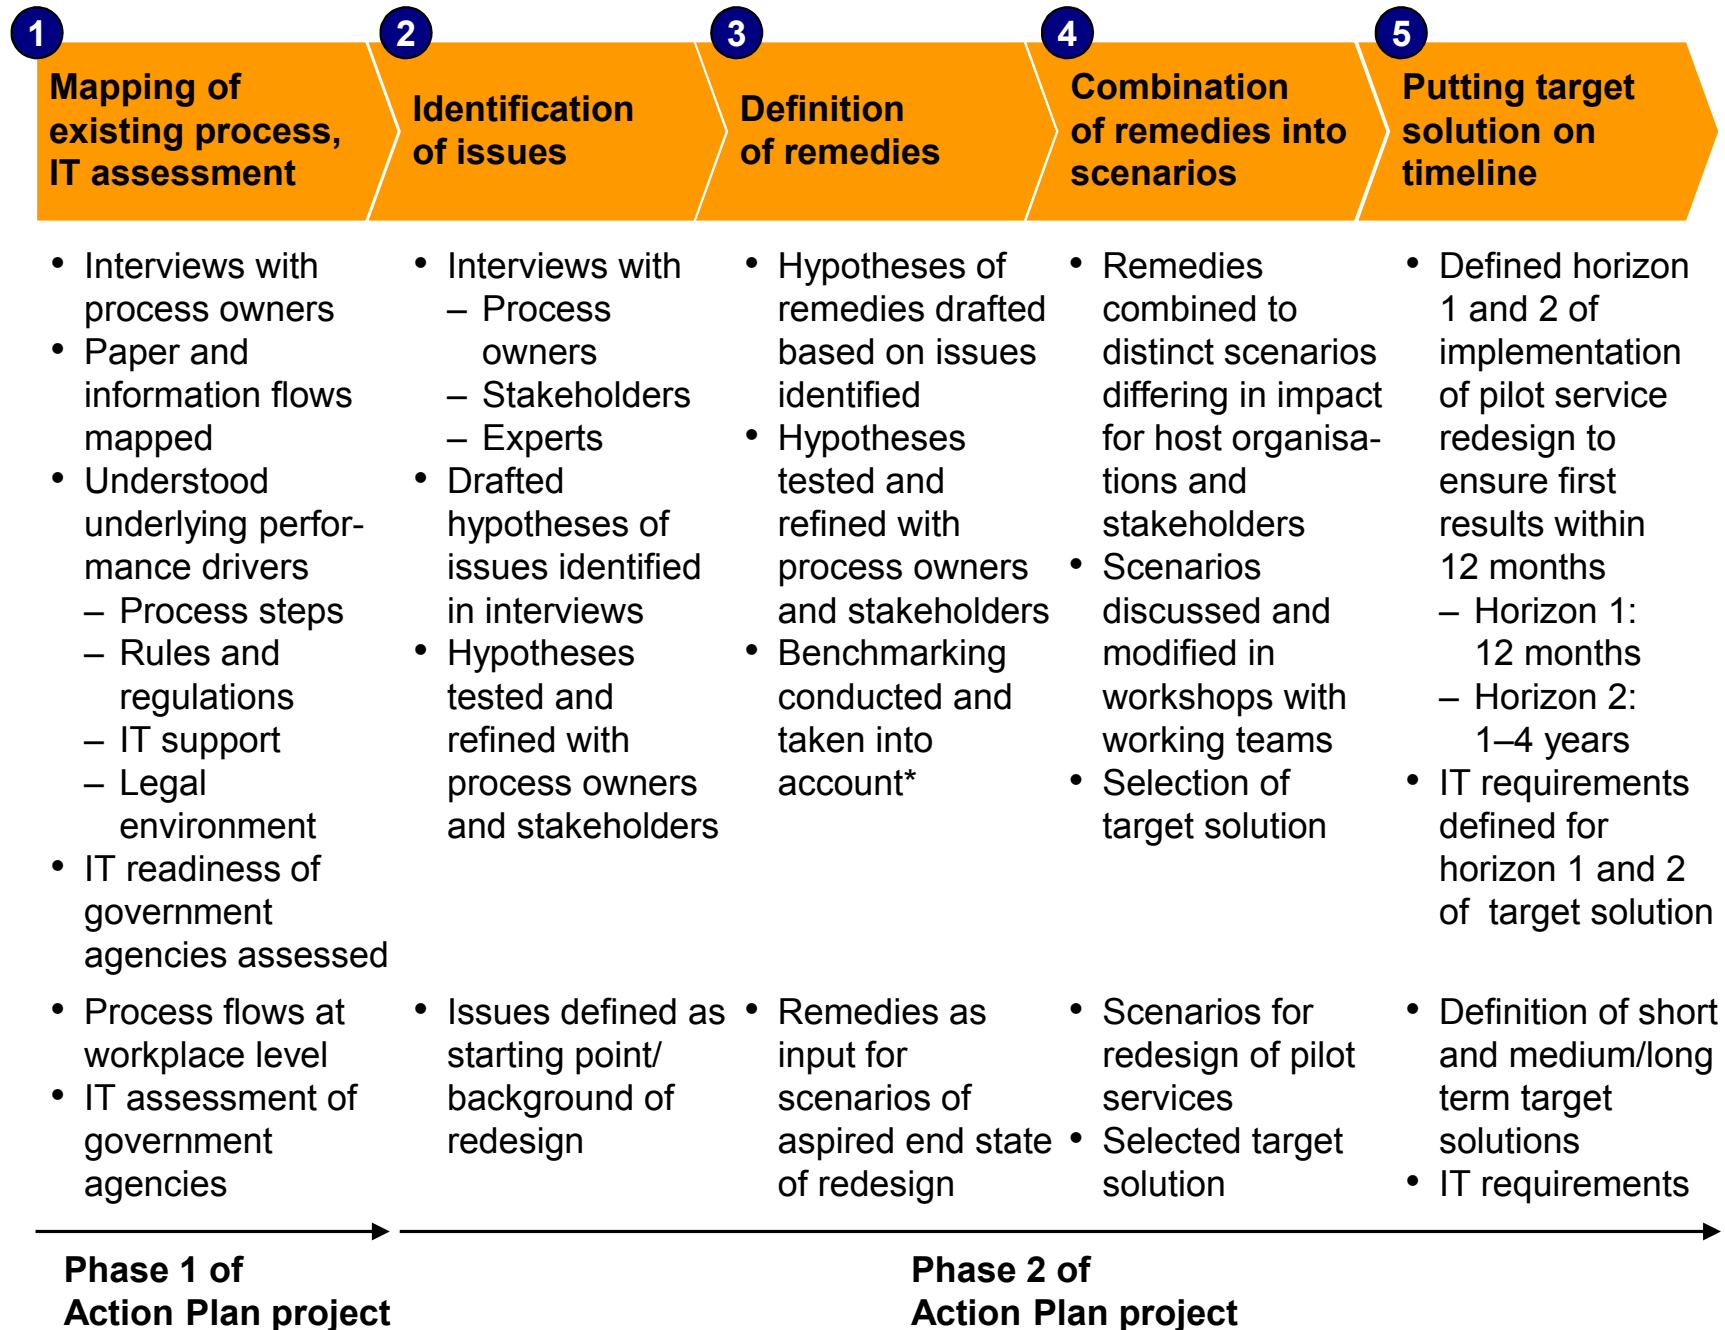 1
Mapping of
existing process,
IT assessment
2
Identification
of issues
3
Definition
of remedies
4
Combination
of remedies into
scenarios
5
Putting target
solution on
timeline
• Interviews with
process owners
• Paper and
information flows
mapped
• Understood
underlying perfor-
mance drivers
– Process steps
– Rules and
regulations
– IT support
– Legal
environment
• IT readiness of
government
agencies assessed
• Interviews with
– Process
owners
– Stakeholders
– Experts
• Drafted
hypotheses of
issues identified
in interviews
• Hypotheses
tested and
refined with
process owners
and stakeholders
• Hypotheses of
remedies drafted
based on issues
identified
• Hypotheses
tested and
refined with
process owners
and stakeholders
• Benchmarking
conducted and
taken into
account*
• Remedies
combined to
distinct scenarios
differing in impact
for host organisa-
tions and
stakeholders
• Scenarios
discussed and
modified in
workshops with
working teams
• Selection of
target solution
• Defined horizon
1 and 2 of
implementation
of pilot service
redesign to
ensure first
results within
12 months
– Horizon 1:
12 months
– Horizon 2:
1–4 years
• IT requirements
defined for
horizon 1 and 2
of target solution
• Process flows at
workplace level
• IT assessment of
government
agencies
• Issues defined as
starting point/
background of
redesign
• Remedies as
input for
scenarios of
aspired end state
of redesign
• Scenarios for
redesign of pilot
services
• Selected target
solution
• Definition of short
and medium/long
term target
solutions
• IT requirements
Phase 1 of
Action Plan project
Phase 2 of
Action Plan project